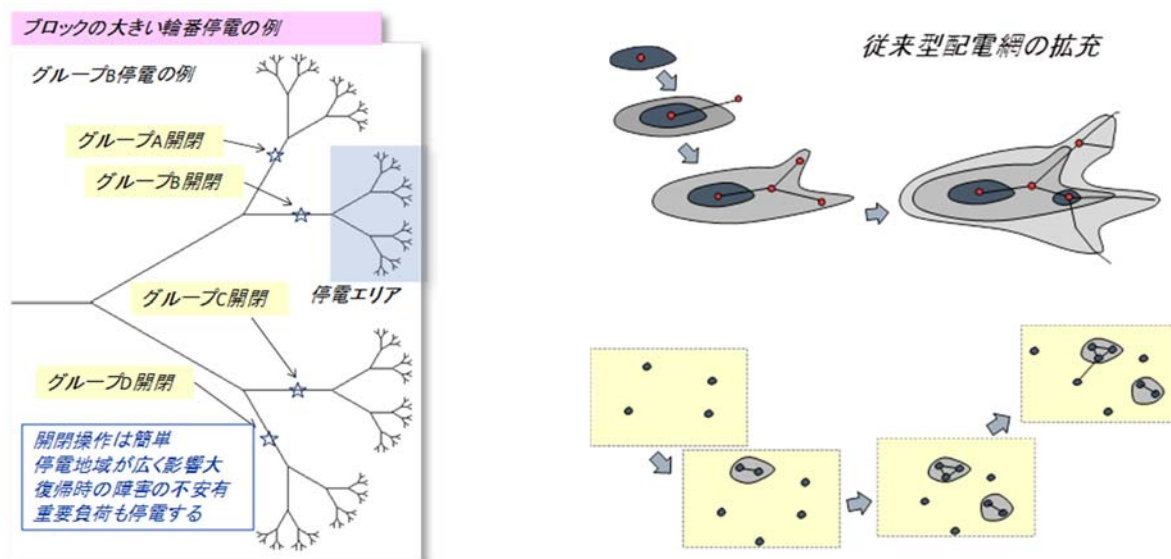 ブロックの大きい輪番停電の例
グループB停電の例
グループA開閉
グループB開閉
停電エリア
グループC開閉
グループD開閉
開閉操作は簡単
停電地域が広く影響大
復帰時の障害の不安有
重要負荷も停電する
従来型配電網の拡充